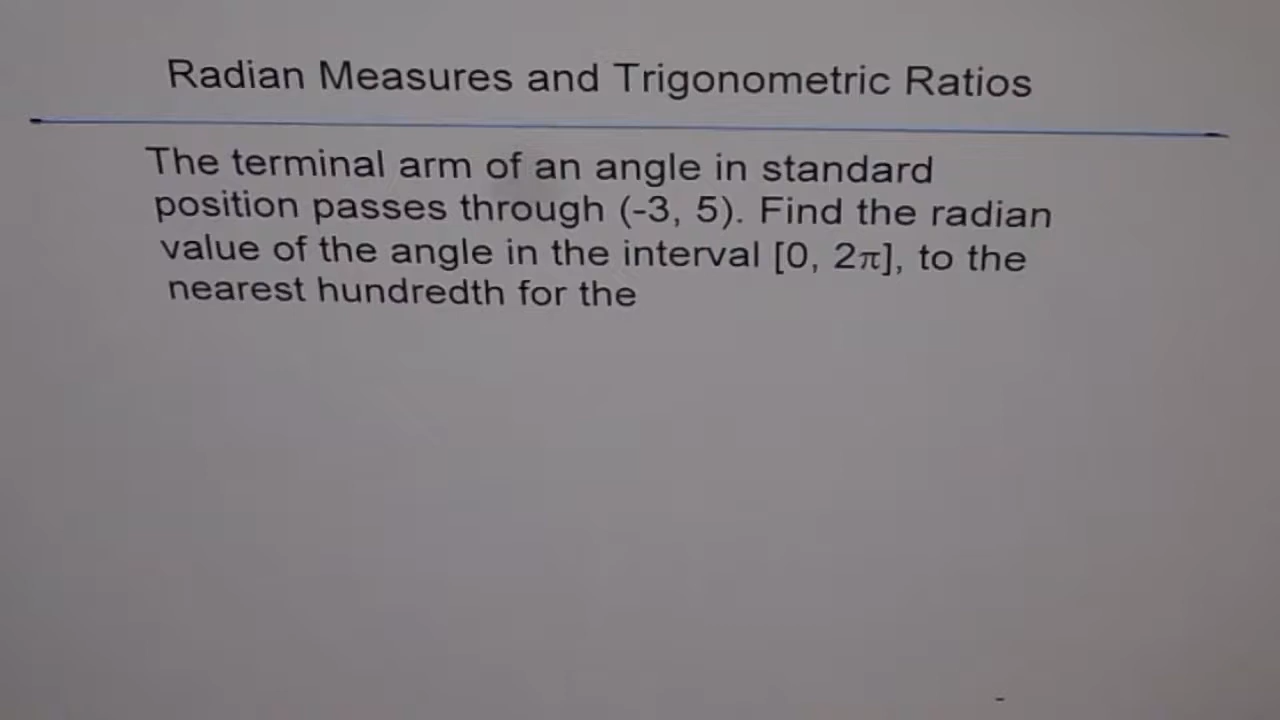 Radian Measures and Trigonometric Ratios
The terminal arm of an angle in standard
position passes through (-3, 5). Find the radian
value of the angle in the interval [0, 2π], to the
nearest hundredth for the